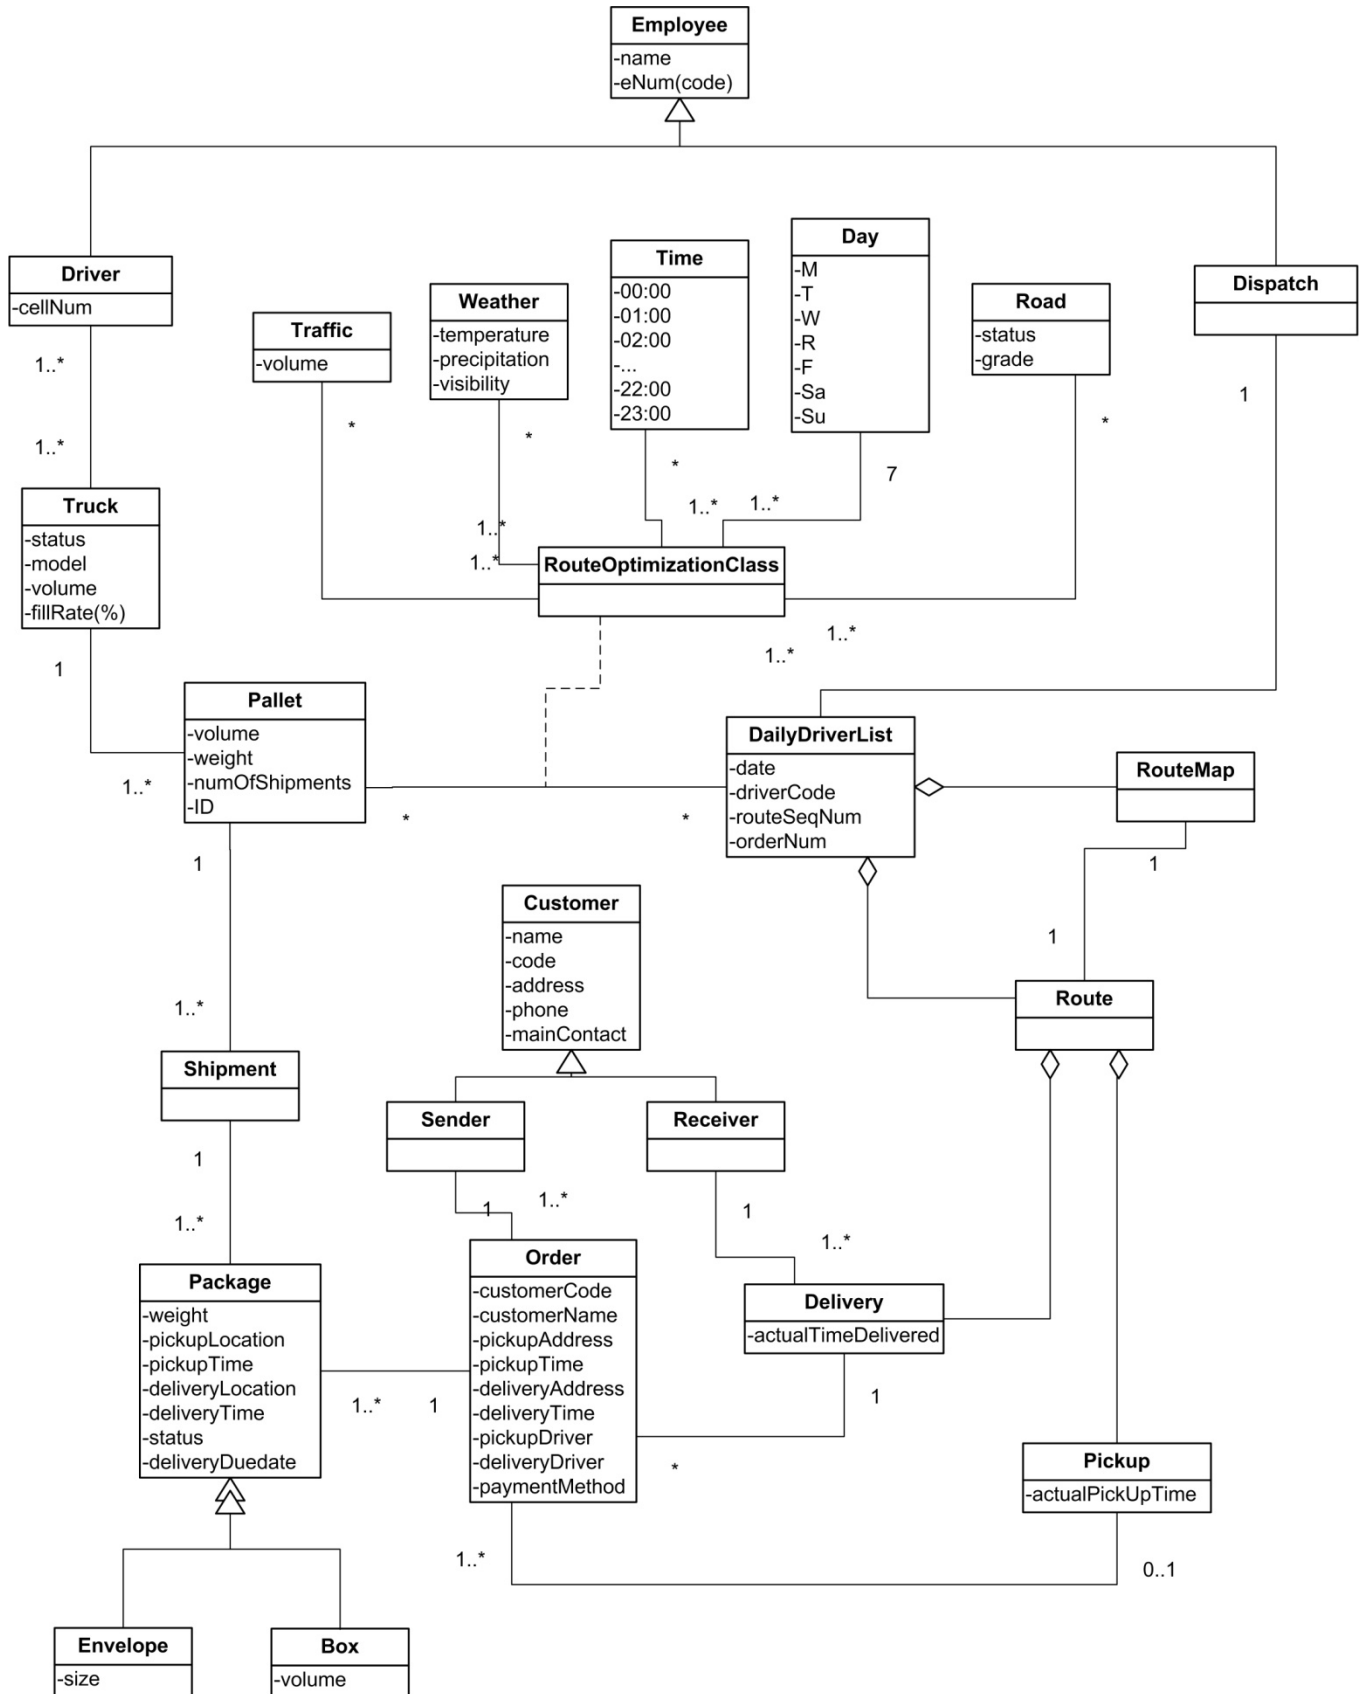 Employee
-name
-eNum(code)
Driver
-cellNum
Traffic
-volume
Weather
-temperature
-precipitation
-visibility
Time
-00:00
-01:00
-02:00
-...
-22:00
-23:00
Day
-M
-T
-W
-R
-F
-Sa
-Su
Road
-status
-grade
Dispatch
1..*
1..*
*
*
*
7
*
1
1..*
1..*
1..*
1..*
Truck
-status
-model
-volume
-fillRate(%)
RouteOptimizationClass
1..*
1..*
1
1..*
Pallet
-volume
-weight
-numOfShipments
-ID
*
*
DailyDriverList
-date
-driverCode
-routeSeqNum
-orderNum
RouteMap
1
1
1
1..*
Customer
-name
-code
-address
-phone
-mainContact
Route
Shipment
1
1..*
Sender
Receiver
1
1..*
1
1..*
Package
-weight
-pickupLocation
-pickupTime
-deliveryLocation
-deliveryTime
-status
-deliveryDuedate
1..*
1
Order
-customerCode
-customerName
-pickupAddress
-pickupTime
-deliveryAddress
-deliveryTime
-pickupDriver
-deliveryDriver
-paymentMethod
Delivery
-actualTimeDelivered
1
*
Pickup
-actualPickUpTime
1..*
0..1
Envelope
-size
Box
-volume